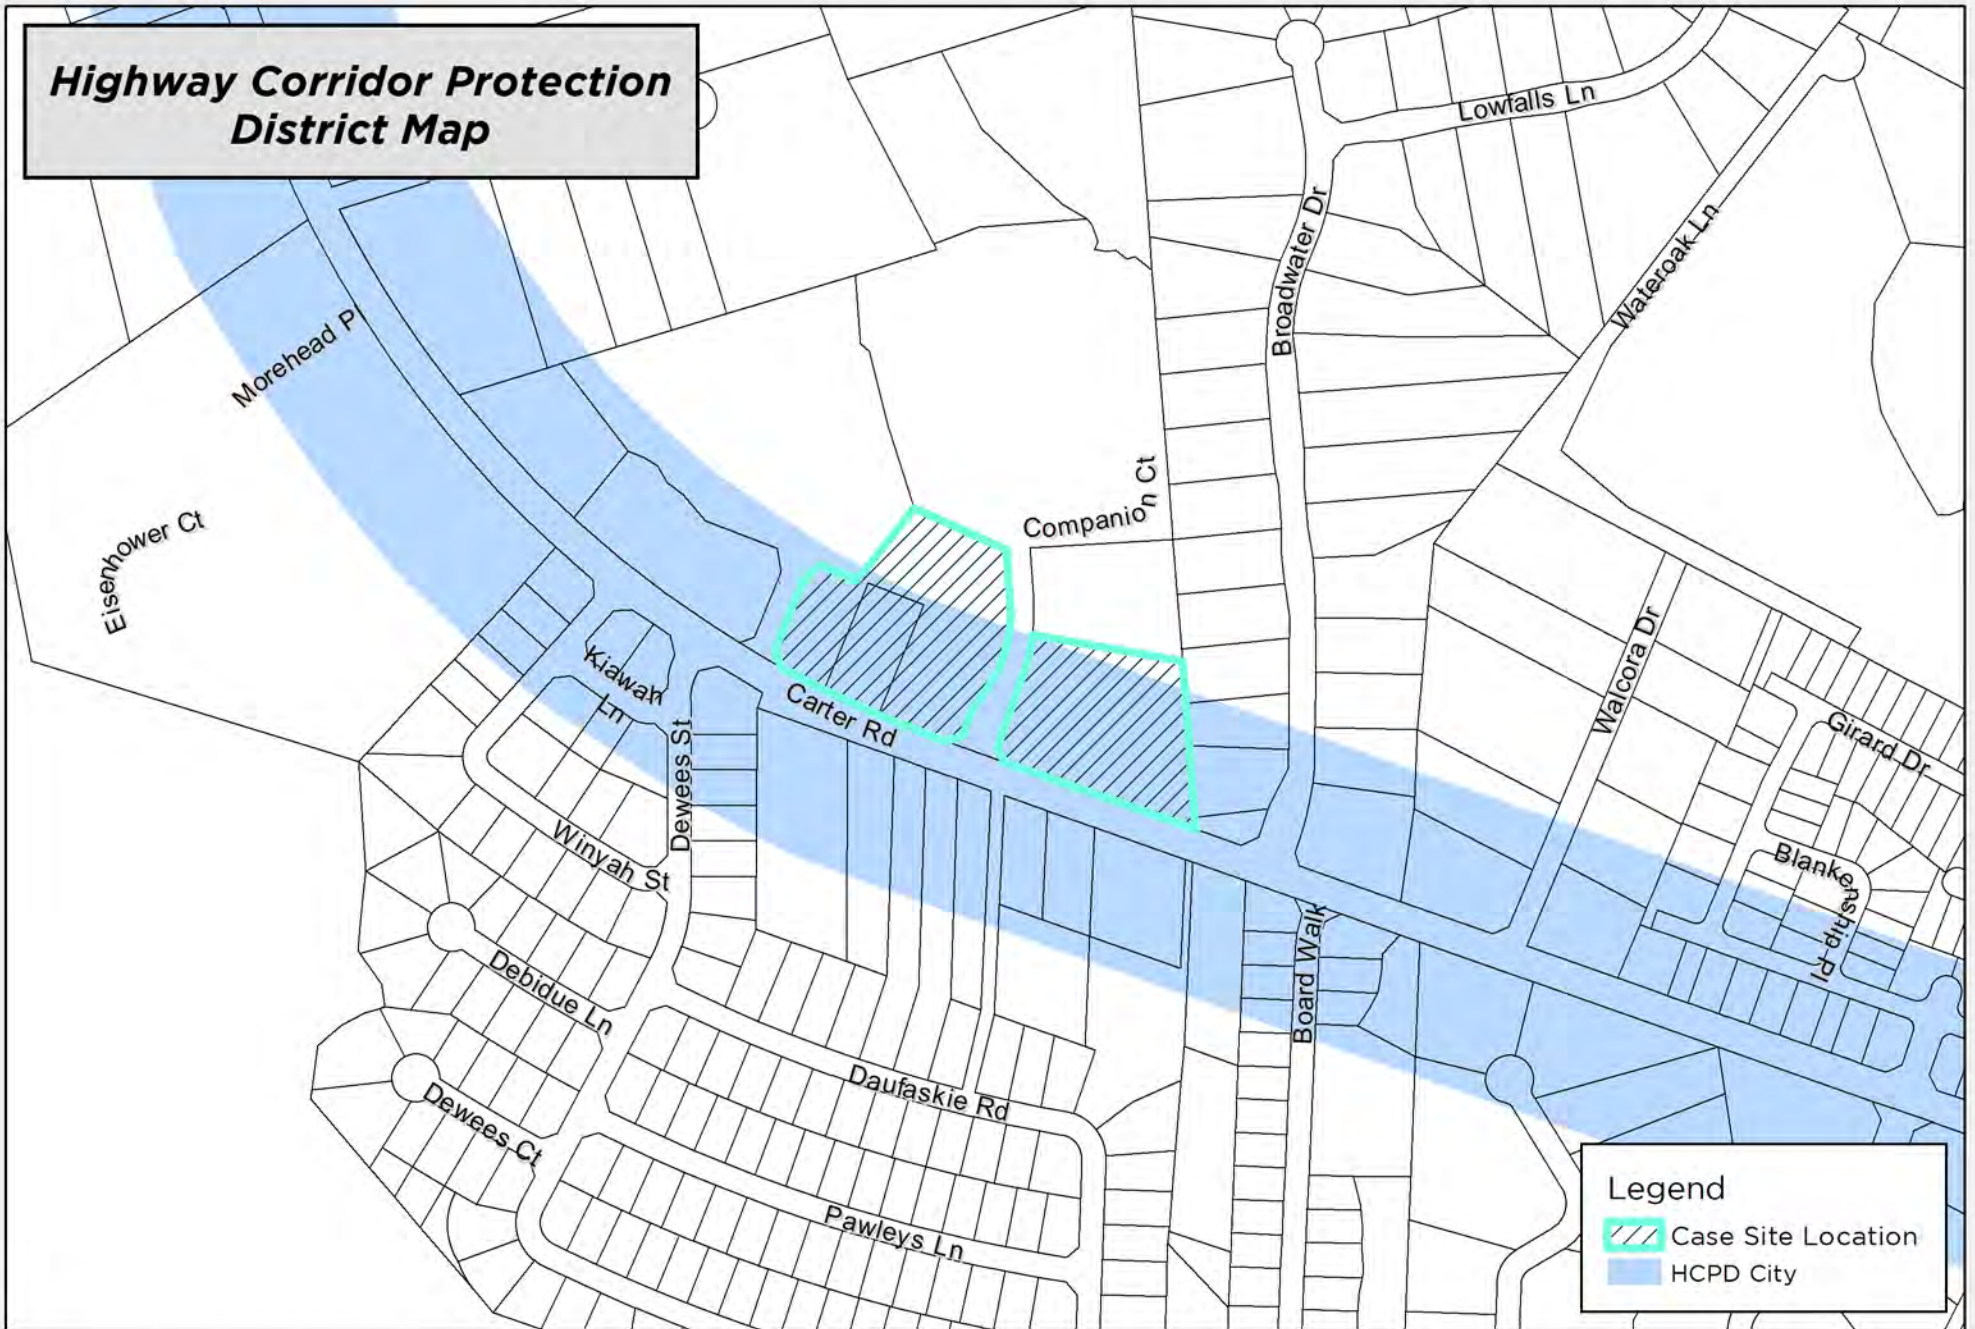 Highway Corridor Protection
District Map
Lowfalls Ln
Broadwater Dr
Wateroak Ln
Morehead Pl
Eisenhower Ct
Companion Ct
Kiawah
Ln
Carter Rd
Dewees St
Walcora Dr
Girard Dr
Winyah St
Blankenship Pl
Board Walk
Debidue Ln
Daufaskie Rd
Dewees Ct
Pawleys Ln
Legend
Case Site Location
HCPD City